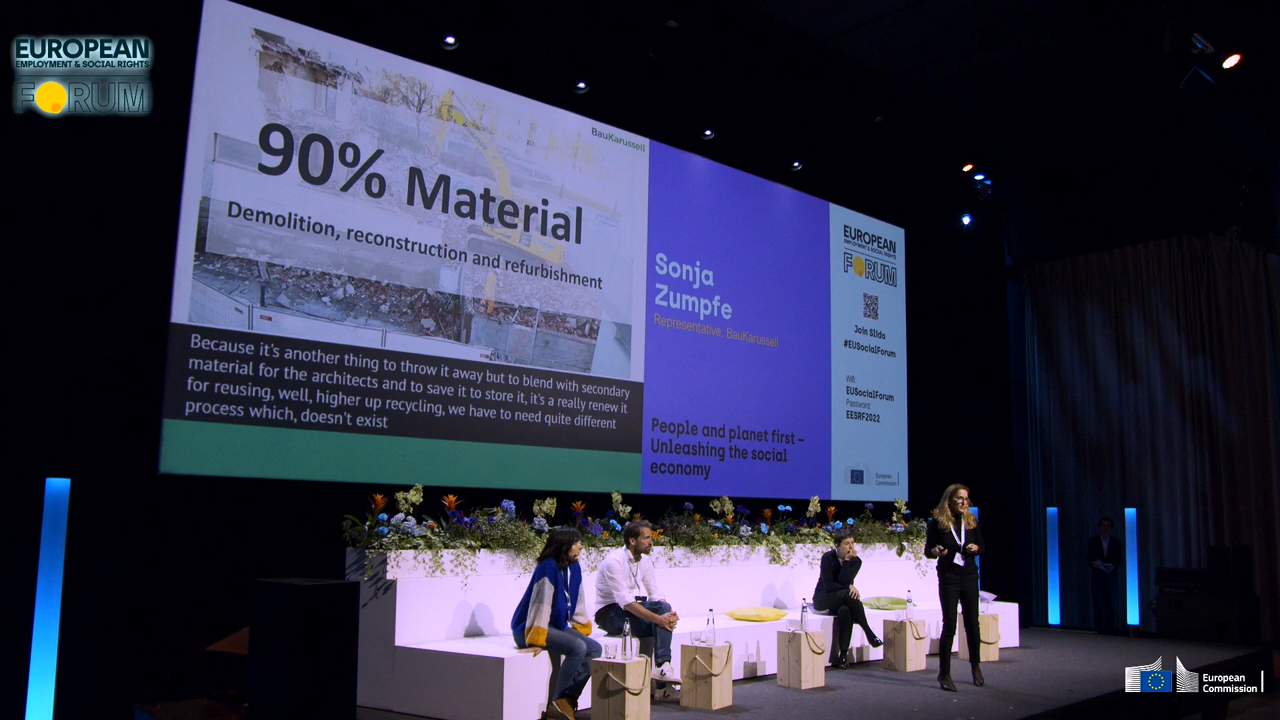 EUROPEAN
EMPLOYMENT & SOCIAL RIGHTS
FORUM
BauKarussell
90% Material
Demolition, reconstruction and refurbishment
Because it's another thing to throw it away but to blend with secondary
material for the architects and to save it to store it, it's a really renew it
for reusing, well, higher up recycling, we have to need quite different
process which, doesn't exist
Sonja
Zumpfe
Representative, BauKarussell
People and planet first –
Unleashing the social
economy
EUROPEAN
EMPLOYMENT & SOCIAL RIGHTS
FORUM
Join Slido
#EUSocialForum
Wifi:
EUSocialForum
Password:
EESRF2022
European
Commission
European
Commission